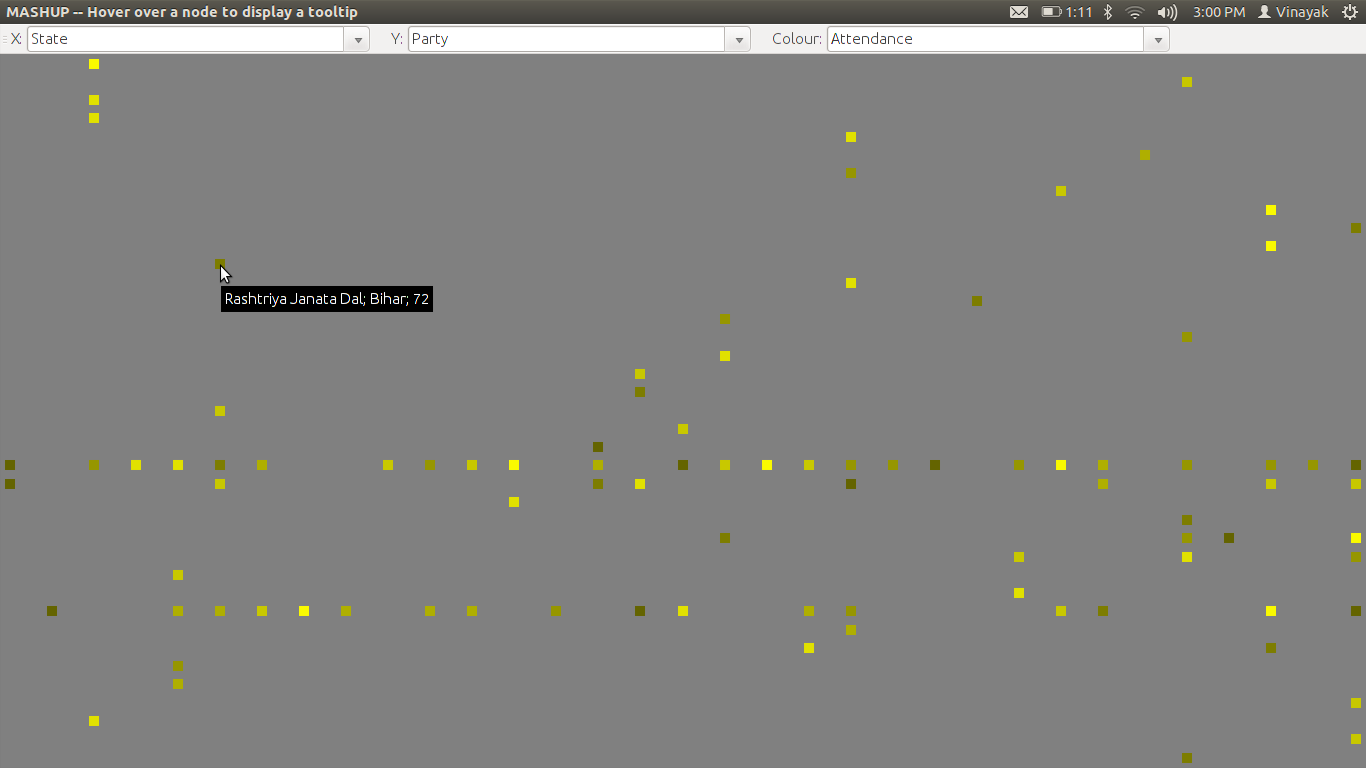 MASHUP -- Hover over a node to display a tooltip 1:11 3:00 PM Vinayak
X: State Y: Party Colour: Attendance
Rashtriya Janata Dal; Bihar; 72